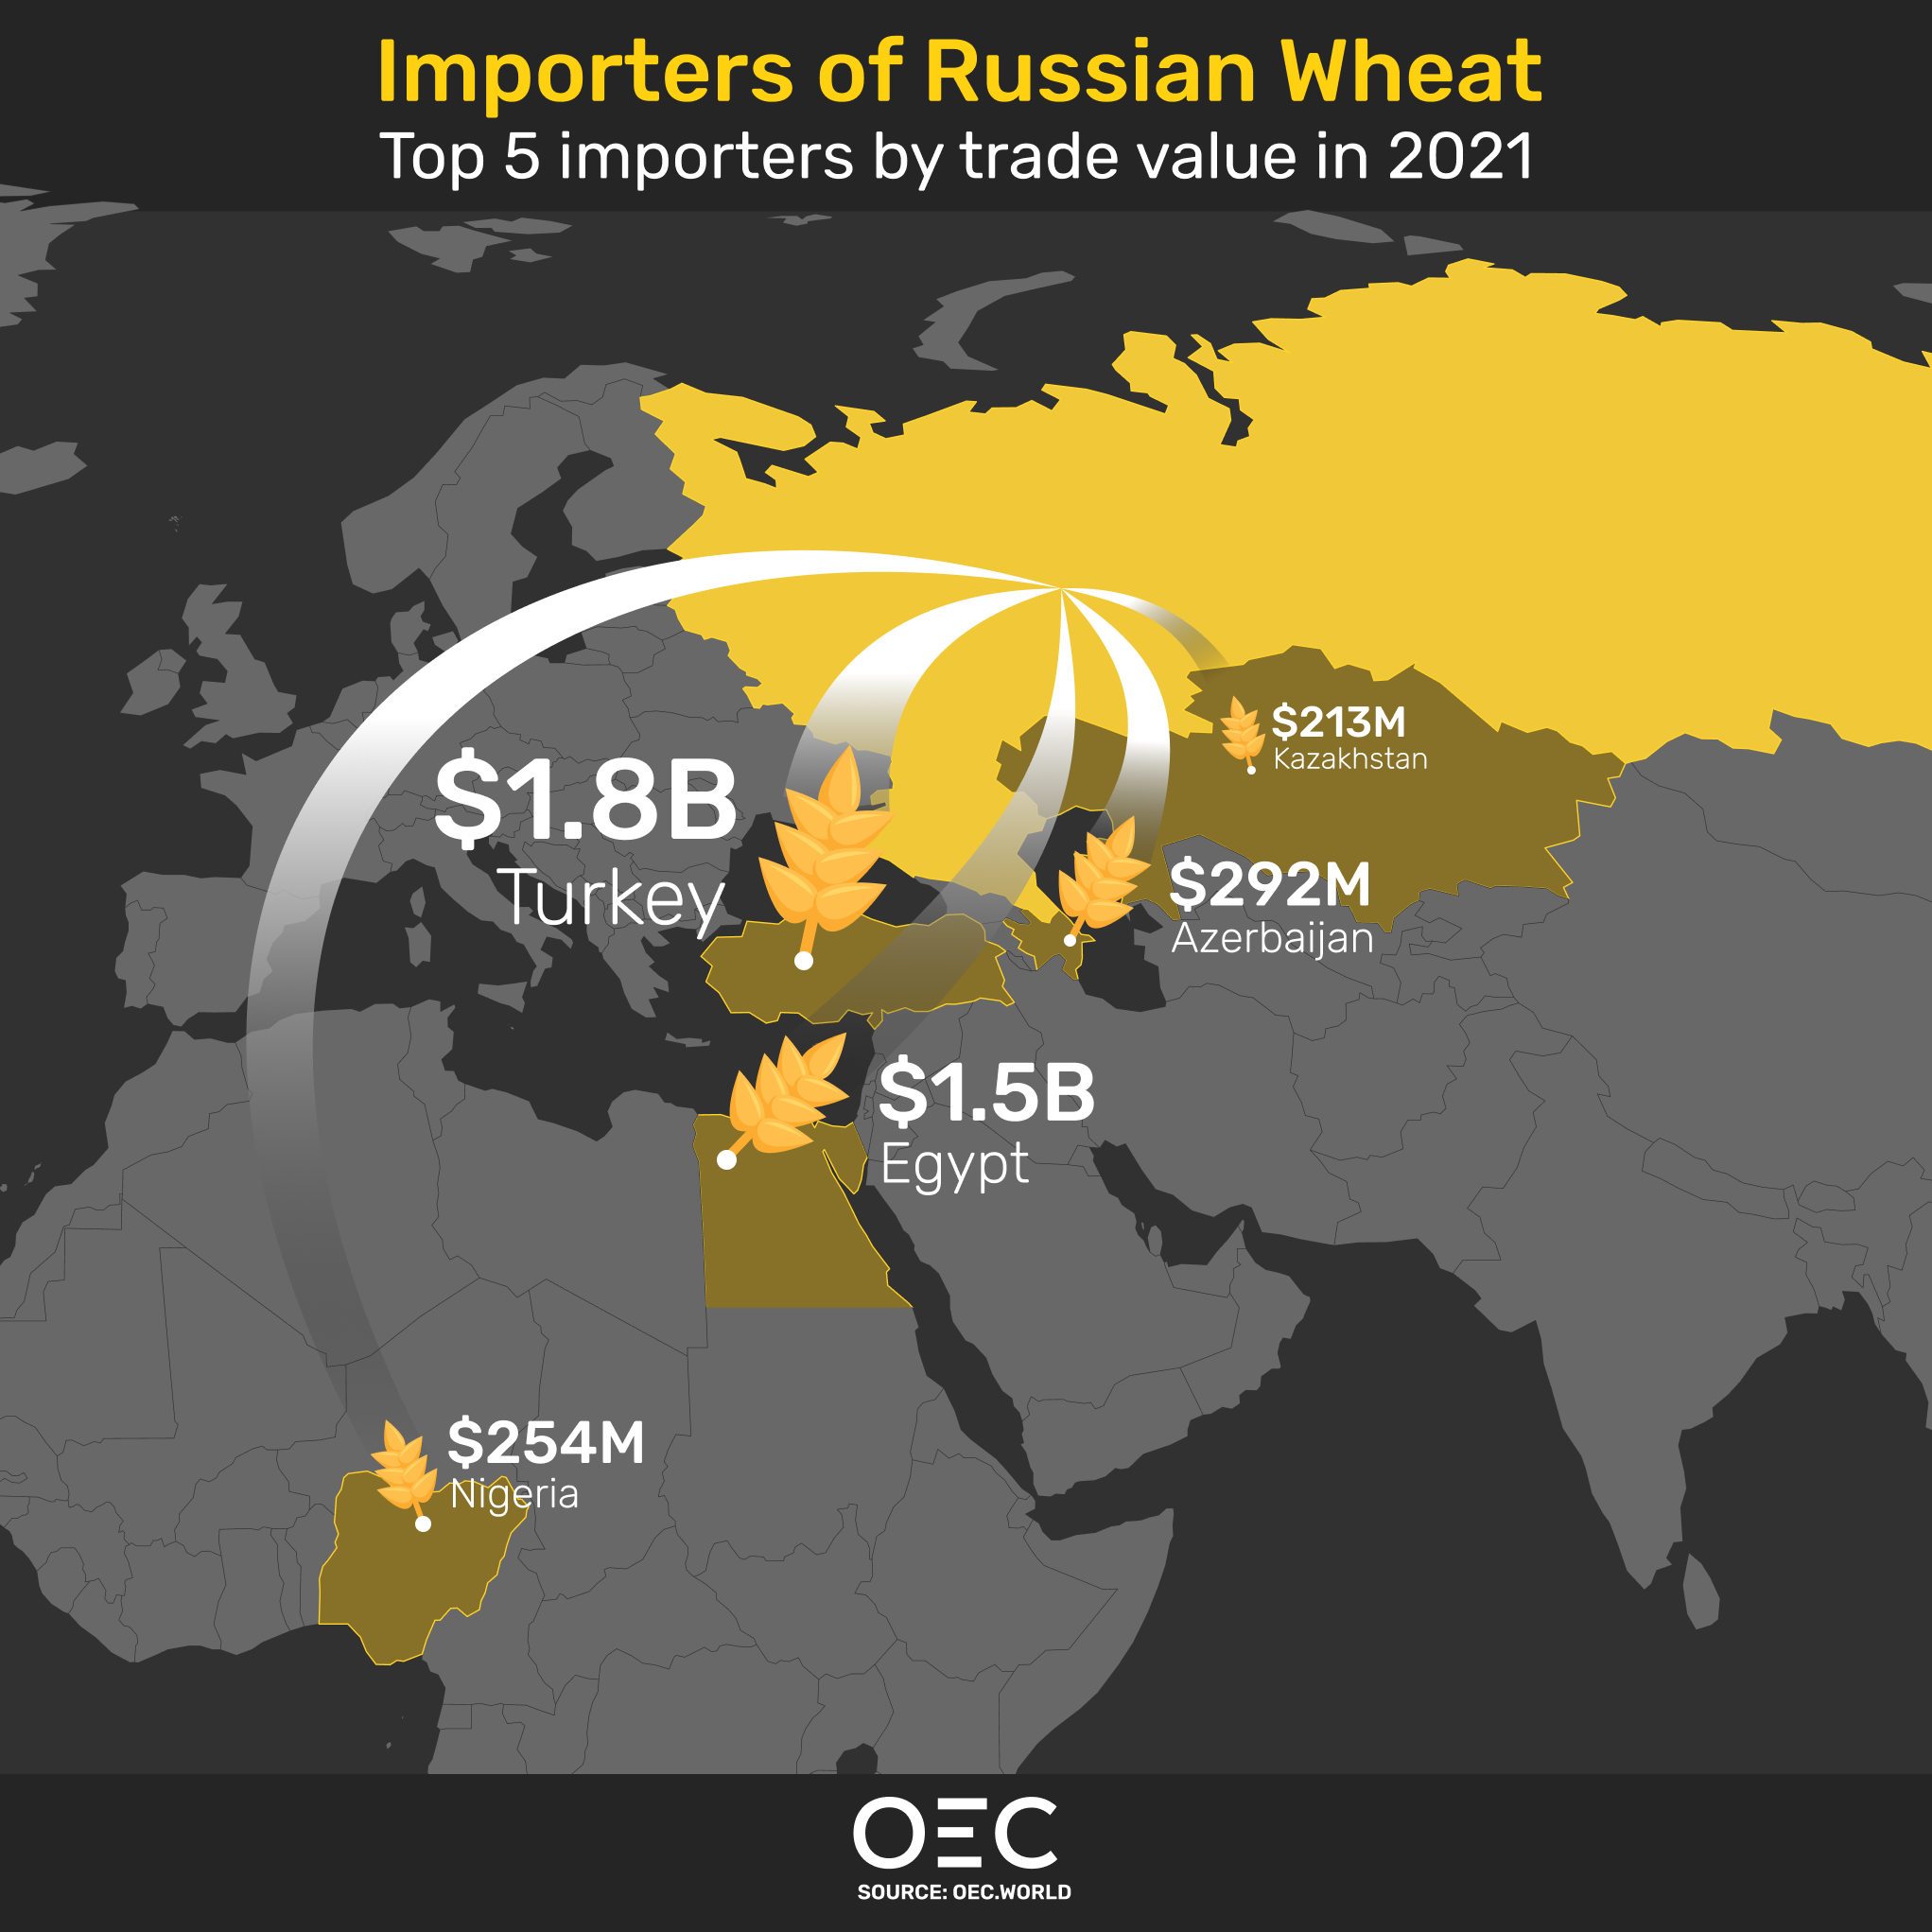 Importers of Russian Wheat
Top 5 importers by trade value in 2021
$213M
Kazakhstan
$1.8B
Turkey
$292M
Azerbaijan
$1.5B
Egypt
$254M
Nigeria
OEC
SOURCE: OEC.WORLD